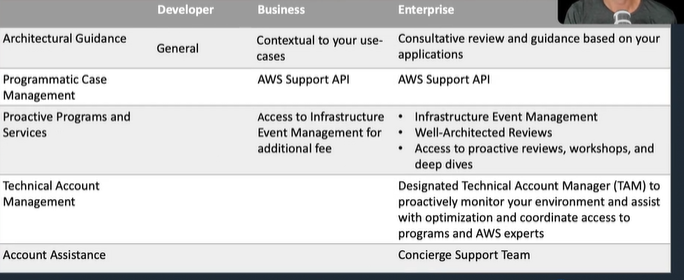 Developer Business Enterprise
Architectural Guidance
General
Contextual to your use-
cases
Consultative review and guidance based on your
applications
Programmatic Case
Management
AWS Support API
AWS Support API
Proactive Programs and
Services
Access to Infrastructure
Event Management for
additional fee
• Infrastructure Event Management
• Well-Architected Reviews
• Access to proactive reviews, workshops, and
deep dives
Technical Account
Management
Designated Technical Account Manager (TAM) to
proactively monitor your environment and assist
with optimization and coordinate access to
programs and AWS experts
Account Assistance
Concierge Support Team